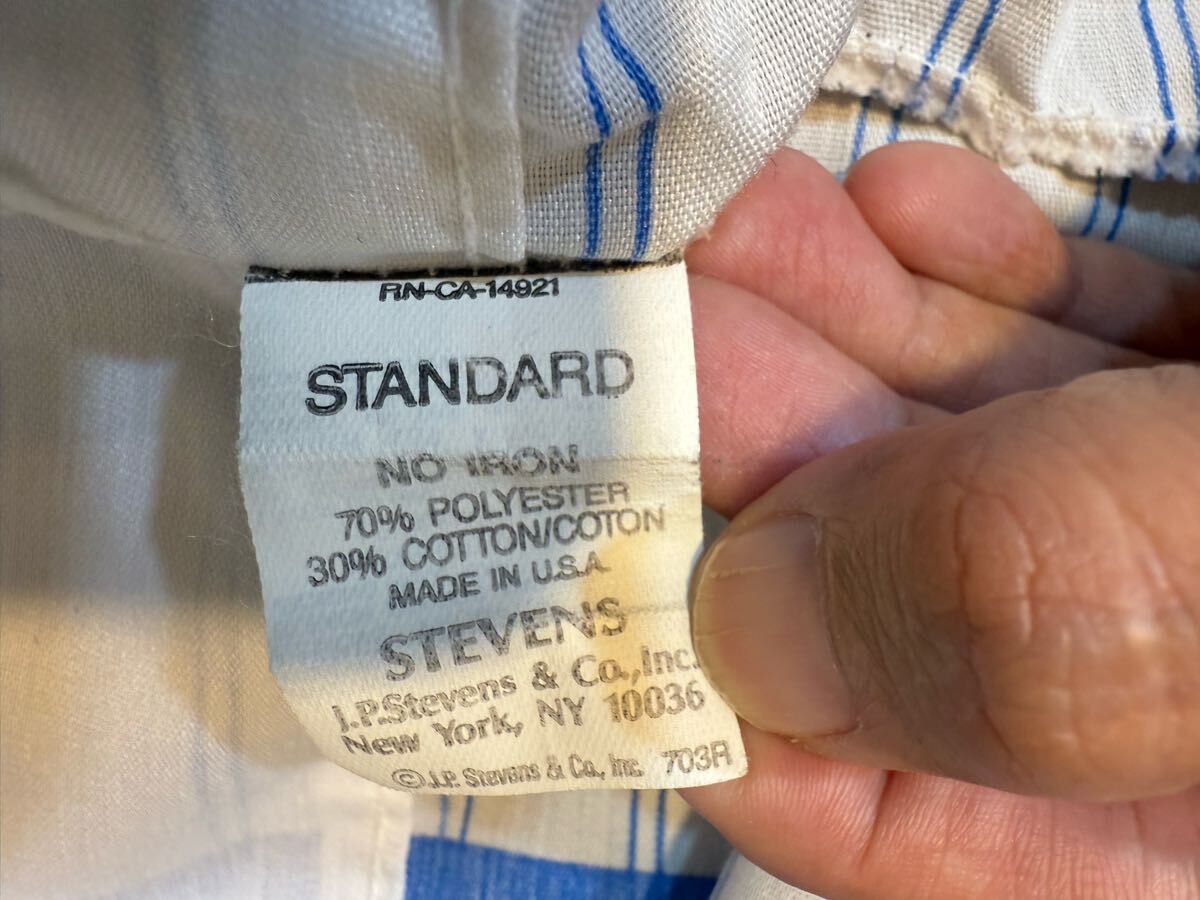 RN-CA-14921
STANDARD
NO IRON
70% POLYESTER
30% COTTON/COTON
MADE IN U.S.A.
STEVENS
J.P.Stevens & Co.,Inc.
New York, NY 10036
©J.P. Stevens & Co., Inc. 703R